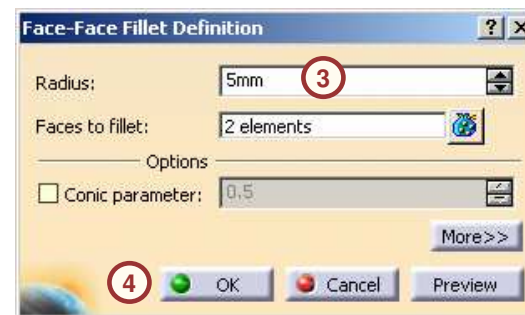 Face-Face Fillet Definition ? X
Radius: 5mm 3
Faces to fillet: 2 elements
Options
Conic parameter: 0.5
More>>
4 OK Cancel Preview